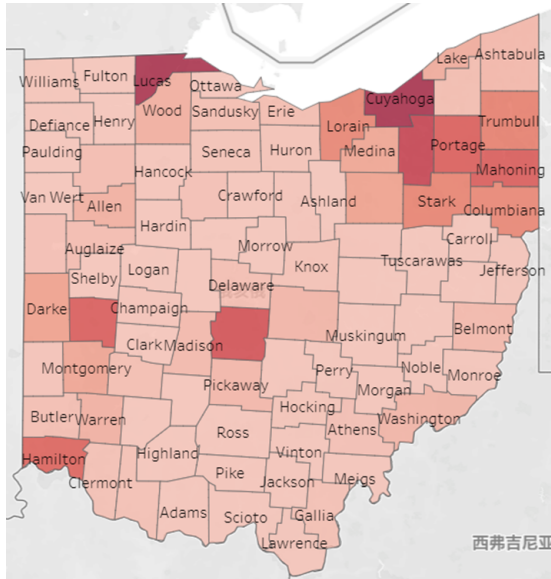 Lake
Ashtabula
Williams
Fulton
Lucas
Ottawa
Cuyahoga
Defiance
Henry
Wood
Sandusky
Erie
Lorain
Medina
Portage
Trumbull
Paulding
Seneca
Huron
Mahoning
Hancock
Van Wert
Allen
Crawford
Ashland
Stark
Columbiana
Hardin
Auglaize
Morrow
Carroll
Shelby
Logan
Knox
Tuscarawas
Jefferson
Delaware
Darke
Champaign
Clark
Madison
Muskingum
Belmont
Montgomery
Pickaway
Perry
Noble
Monroe
Morgan
Butler
Warren
Hocking
Washington
Ross
Athens
Hamilton
Highland
Vinton
Clermont
Pike
Jackson
Meigs
Adams
Scioto
Gallia
Lawrence
西弗吉尼亚